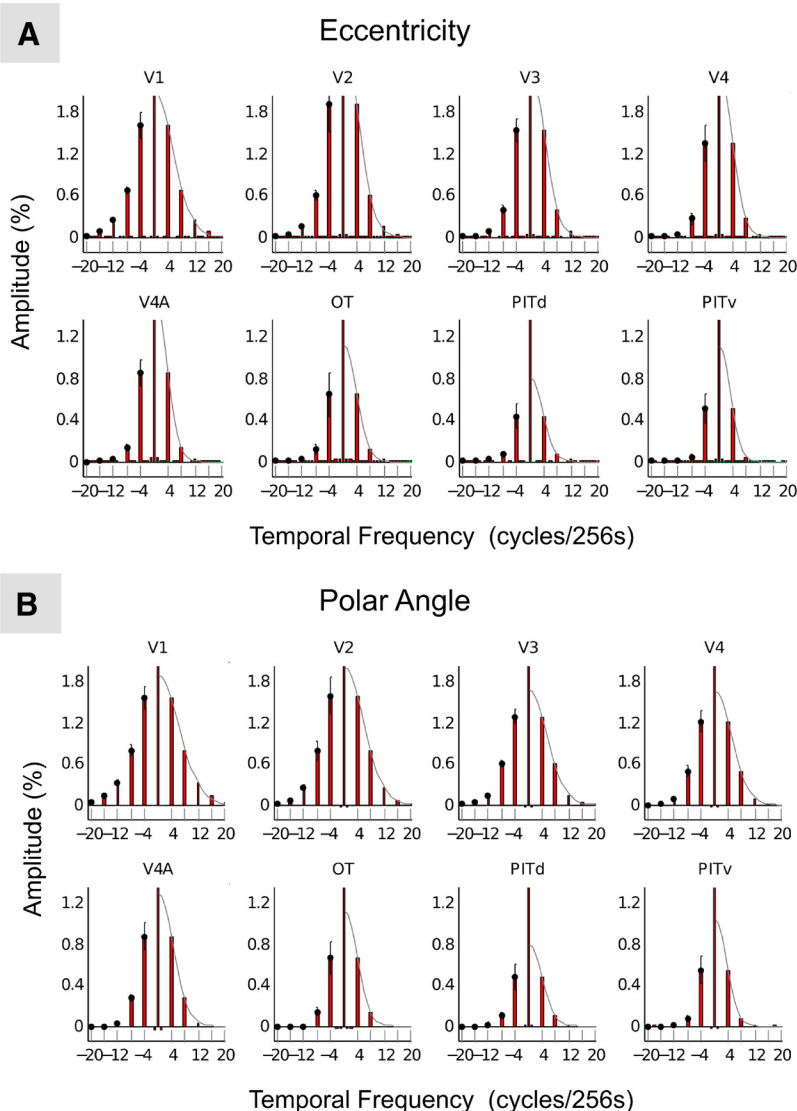 A
Eccentricity
V1 V2 V3 V4
1.8 1.8 1.8 1.8
1.2 1.2 1.2 1.2
0.6 0.6 0.6 0.6
0 0 0 0
−20−12 −4 4 12 20 −20−12 −4 4 12 20 −20−12 −4 4 12 20 −20−12 −4 4 12 20
Amplitude (%)
V4A OT PITd PITv
1.2 1.2 1.2 1.2
0.8 0.8 0.8 0.8
0.4 0.4 0.4 0.4
0 0 0 0
−20−12 −4 4 12 20 −20−12 −4 4 12 20 −20−12 −4 4 12 20 −20−12 −4 4 12 20
Temporal Frequency (cycles/256s)
B
Polar Angle
V1 V2 V3 V4
1.8 1.8 1.8 1.8
1.2 1.2 1.2 1.2
0.6 0.6 0.6 0.6
0 0 0 0
−20−12 −4 4 12 20 −20−12 −4 4 12 20 −20−12 −4 4 12 20 −20−12 −4 4 12 20
Amplitude (%)
V4A OT PITd PITv
1.2 1.2 1.2 1.2
0.8 0.8 0.8 0.8
0.4 0.4 0.4 0.4
0 0 0 0
−20−12 −4 4 12 20 −20−12 −4 4 12 20 −20−12 −4 4 12 20 −20−12 −4 4 12 20
Temporal Frequency (cycles/256s)